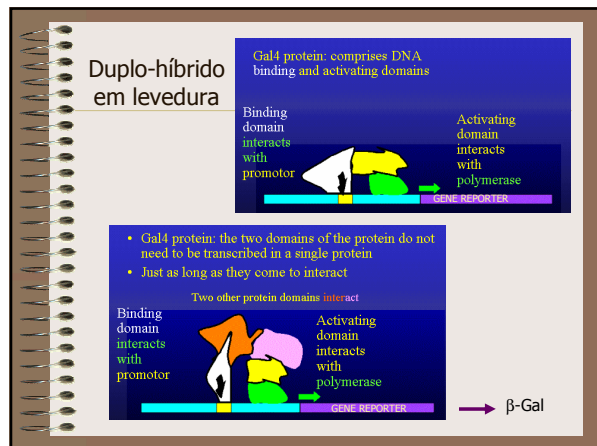 Duplo-híbrido
em levedura
Gal4 protein: comprises DNA
binding and activating domains
Binding
domain
interacts
with
promotor
Activating
domain
interacts
with
polymerase
GENE REPORTER
• Gal4 protein: the two domains of the protein do not
need to be transcribed in a single protein
• Just as long as they come to interact
Two other protein domains interact
Binding
domain
interacts
with
promotor
Activating
domain
interacts
with
polymerase
GENE REPORTER
β-Gal